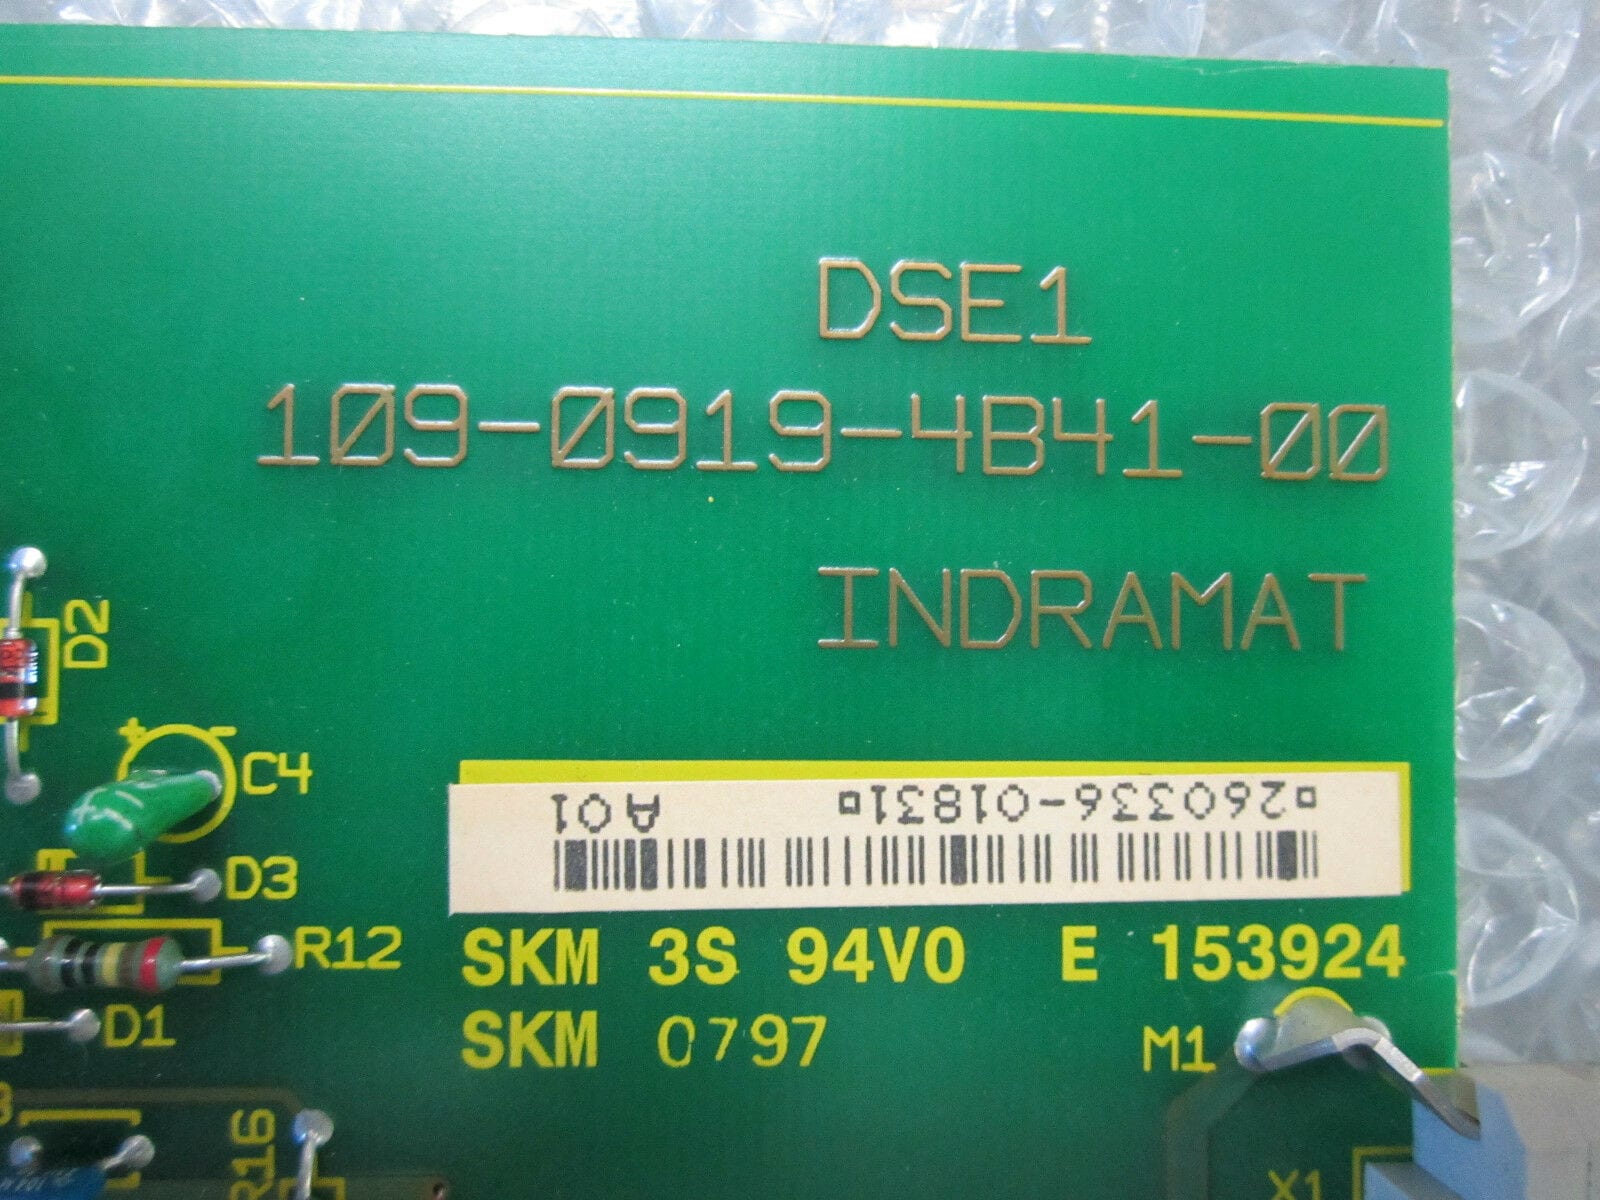 DSE1
109-0919-4B41-00
INDRAMAT
D2
C4
¤260336-01831¤ A01
D3
R12
SKM 3S 94V0 E 153924
D1
SKM 0797
M1
R16
X1